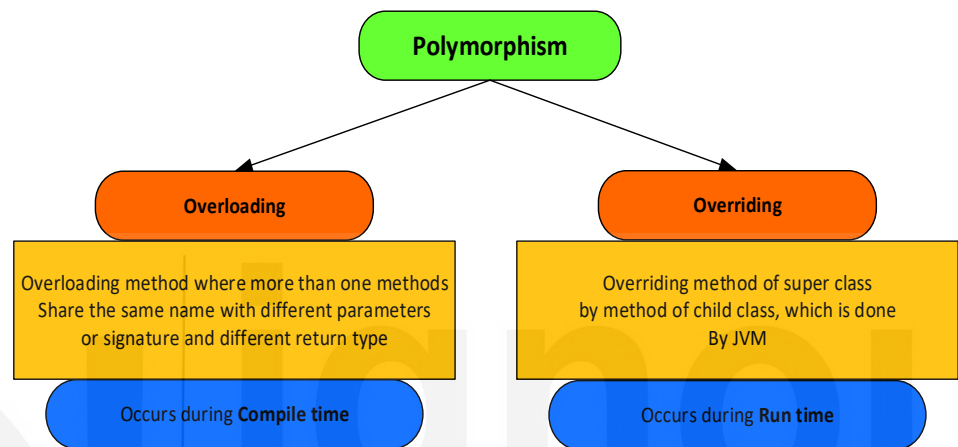 Polymorphism
Overloading
Overriding
Overloading method where more than one methods
Share the same name with different parameters
or signature and different return type
Overriding method of super class
by method of child class, which is done
By JVM
Occurs during Compile time
Occurs during Run time
ignou